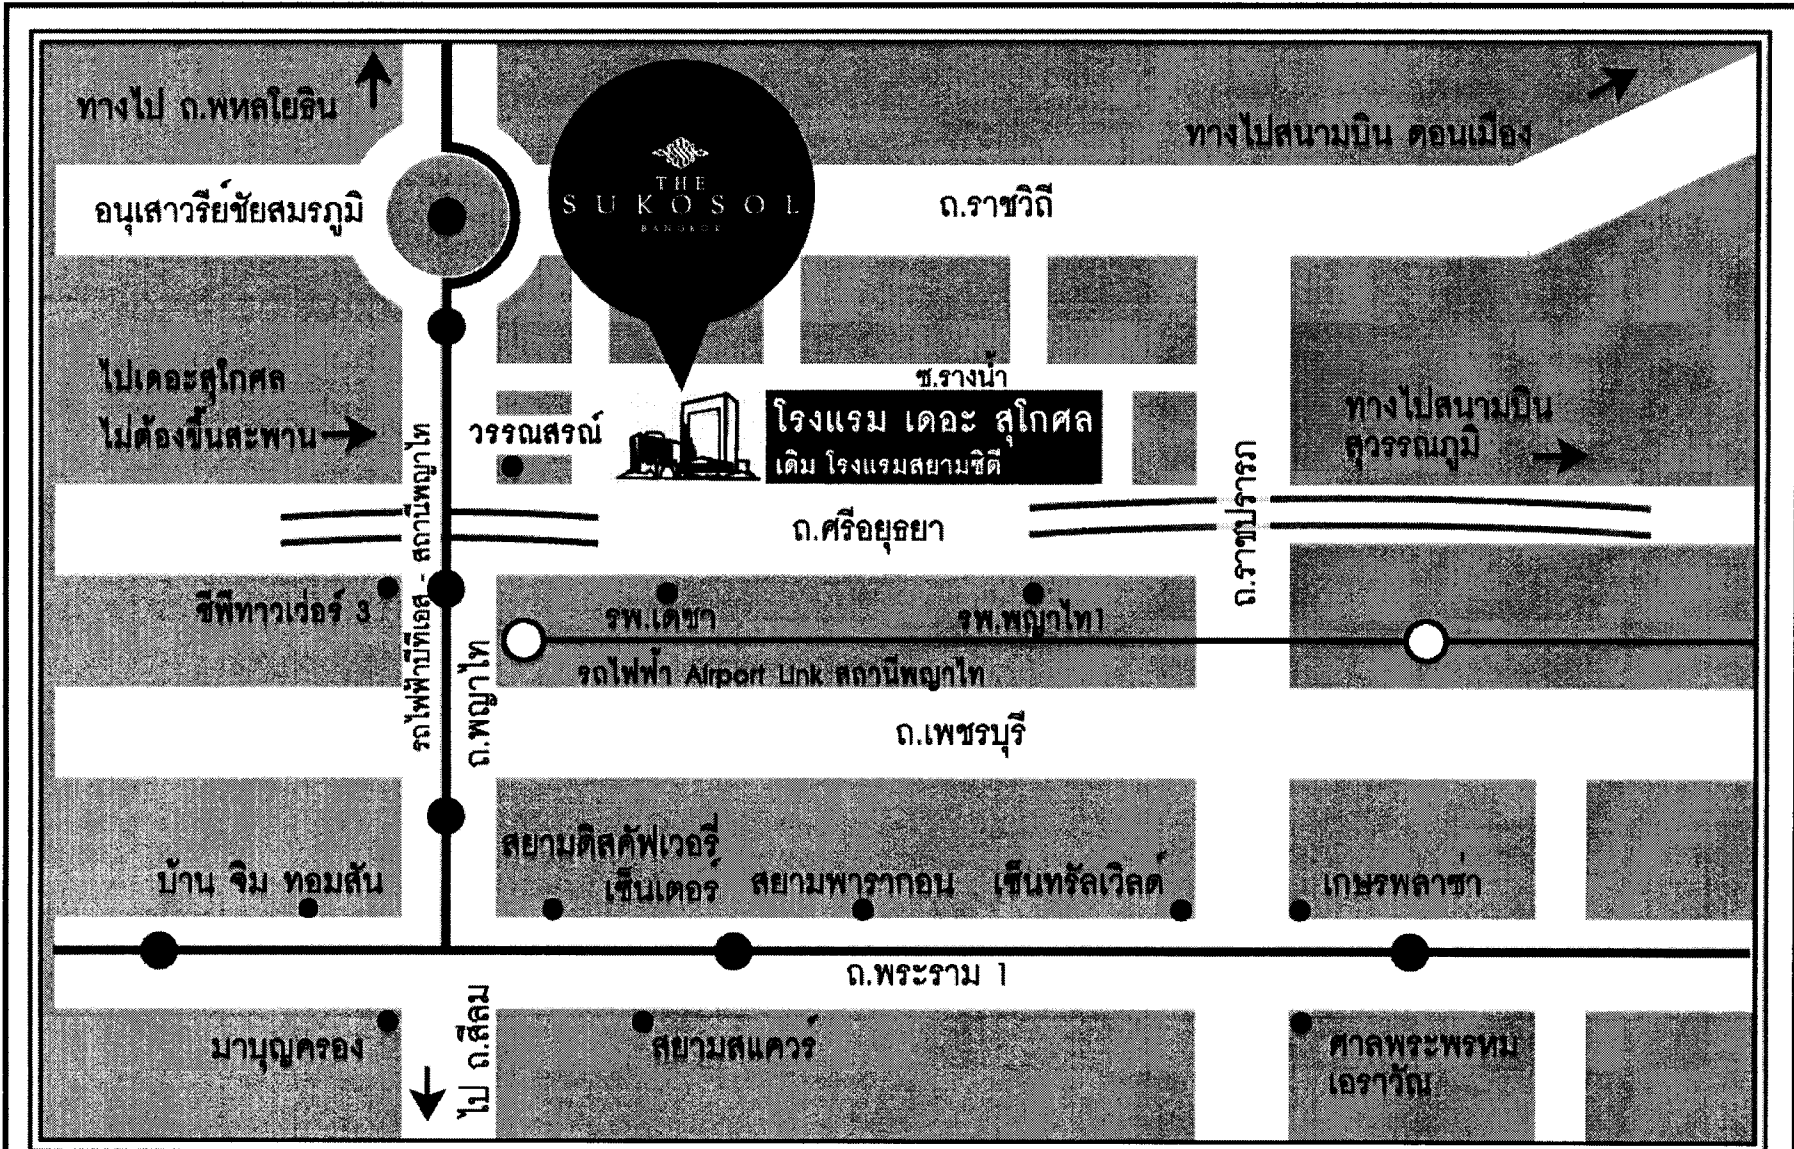 ทางไป ถ.พหลโยธิน
ทางไปสนามบิน ดอนเมือง
THE
SUKOSOL
BANGKOK
อนุเสาวรีย์ชัยสมรภูมิ
ถ.ราชวิถี
ไปเดอะสุโกศล
ไม่ต้องขึ้นสะพาน
ซ.รางน้ำ
วรรณสรณ์
โรงแรม เดอะ สุโกศล
เดิม โรงแรมสยามซิตี
ทางไปสนามบิน
สุวรรณภูมิ
ถ.ศรีอยุธยา
ถ.ราชปรารภ
รถไฟฟ้าบีทีเอส - สถานีพญาไท
ซีพีทาวเว่อร์ 3
รพ.เดชา
รพ.พญาไท1
รถไฟฟ้า Airport Link สถานีพญาไท
ถ.พญาไท
ถ.เพชรบุรี
สยามดิสคัฟเวอรี่
เซ็นเตอร์
บ้าน จิม ทอมสัน
สยามพารากอน
เซ็นทรัลเวิลด์
เกษรพลาซ่า
ถ.พระราม 1
ไป ถ.สีลม
มาบุญครอง
สยามสแควร์
ศาลพระพรหม
เอราวัณ